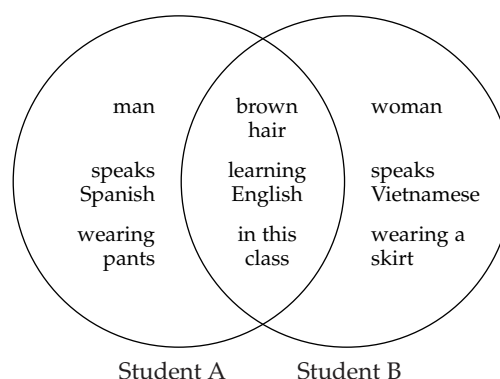 man
brown
hair
woman
speaks
Spanish
learning
English
speaks
Vietnamese
wearing
pants
in this
class
wearing a
skirt
Student A
Student B